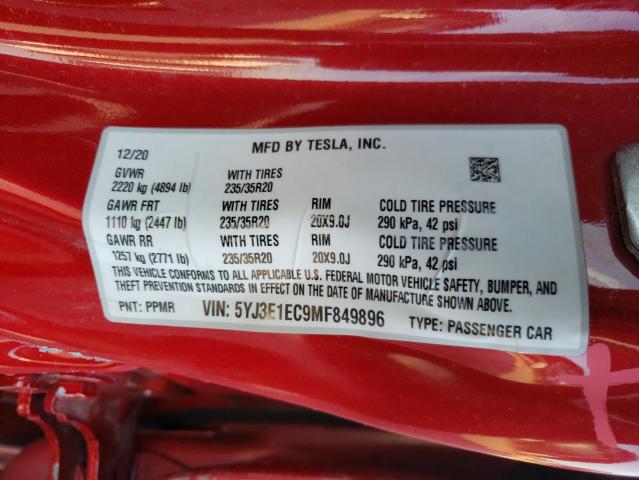 MFD BY TESLA, INC.
12/20
GVWR WITH TIRES
2220 kg (4894 lb) 235/35R20
GAWR FRT WITH TIRES RIM COLD TIRE PRESSURE
1110 kg (2447 lb) 235/35R20 20X9.0J 290 kPa, 42 psi
GAWR RR WITH TIRES RIM COLD TIRE PRESSURE
1257 kg (2771 lb) 235/35R20 20X9.0J 290 kPa, 42 psi
THIS VEHICLE CONFORMS TO ALL APPLICABLE U.S. FEDERAL MOTOR VEHICLE SAFETY, BUMPER, AND
THEFT PREVENTION STANDARDS IN EFFECT ON THE DATE OF MANUFACTURE SHOWN ABOVE.
PNT: PPMR VIN: 5YJ3E1EC9MF849896 TYPE: PASSENGER CAR